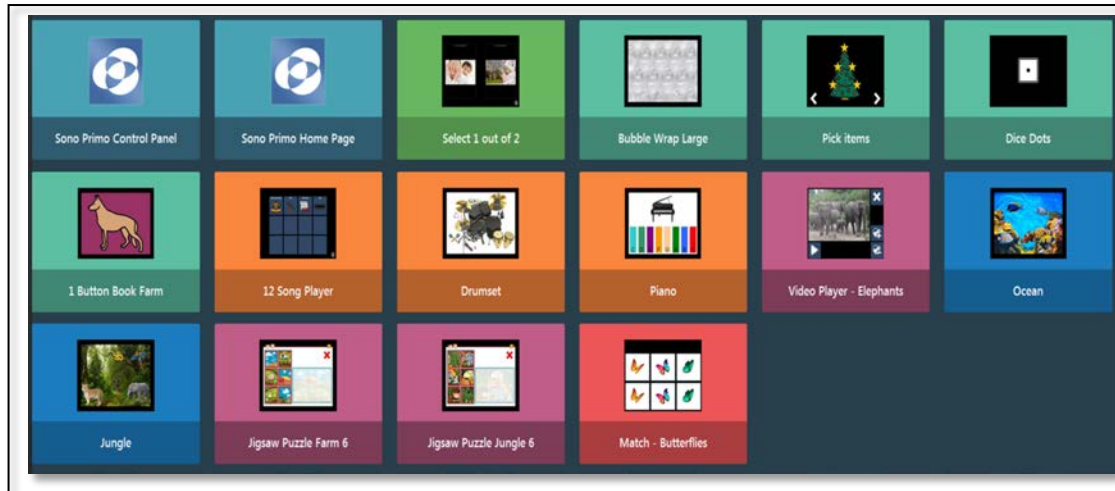 Sono Primo Control Panel
Sono Primo Home Page
Select 1 out of 2
Bubble Wrap Large
Pick items
Dice Dots
1 Button Book Farm
12 Song Player
Drumset
Piano
Video Player - Elephants
Ocean
Jungle
Jigsaw Puzzle Farm 6
Jigsaw Puzzle Jungle 6
Match - Butterflies